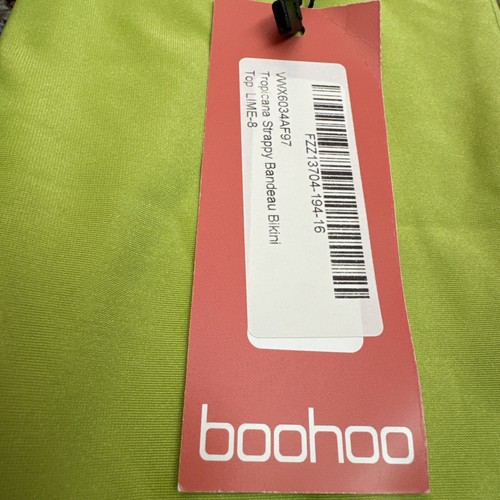 FZZ13704-194-16
VWX6034AF97
Tropicana Strappy Bandeau Bikini
Top LIME-8
boohoo